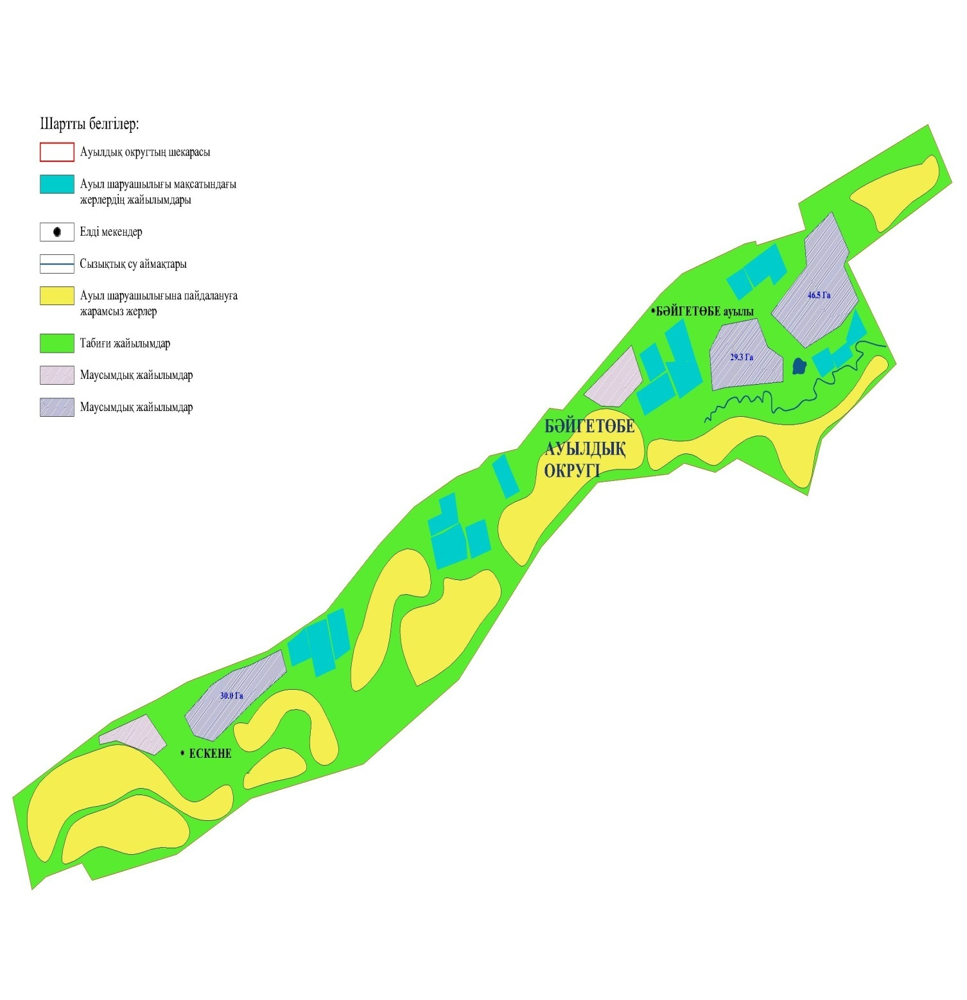 Шартты белгілер:
Ауылдық округтың шекарасы
Ауыл шаруашылығы мақсатындағы
жерлердің жайылымдары
Елді мекендер
Сызықтық су аймақтары
Ауыл шаруашылығына пайдалануға
жарамсыз жерлер
Табиғи жайылымдар
Маусымдық жайылымдар
Маусымдық жайылымдар
46.5 Га
БӘЙГЕТӨБЕ ауылы
29.3 Га
БӘЙГЕТӨБЕ
АУЫЛДЫҚ
ОКРУГІ
30.0 Га
ЕСКЕНЕ